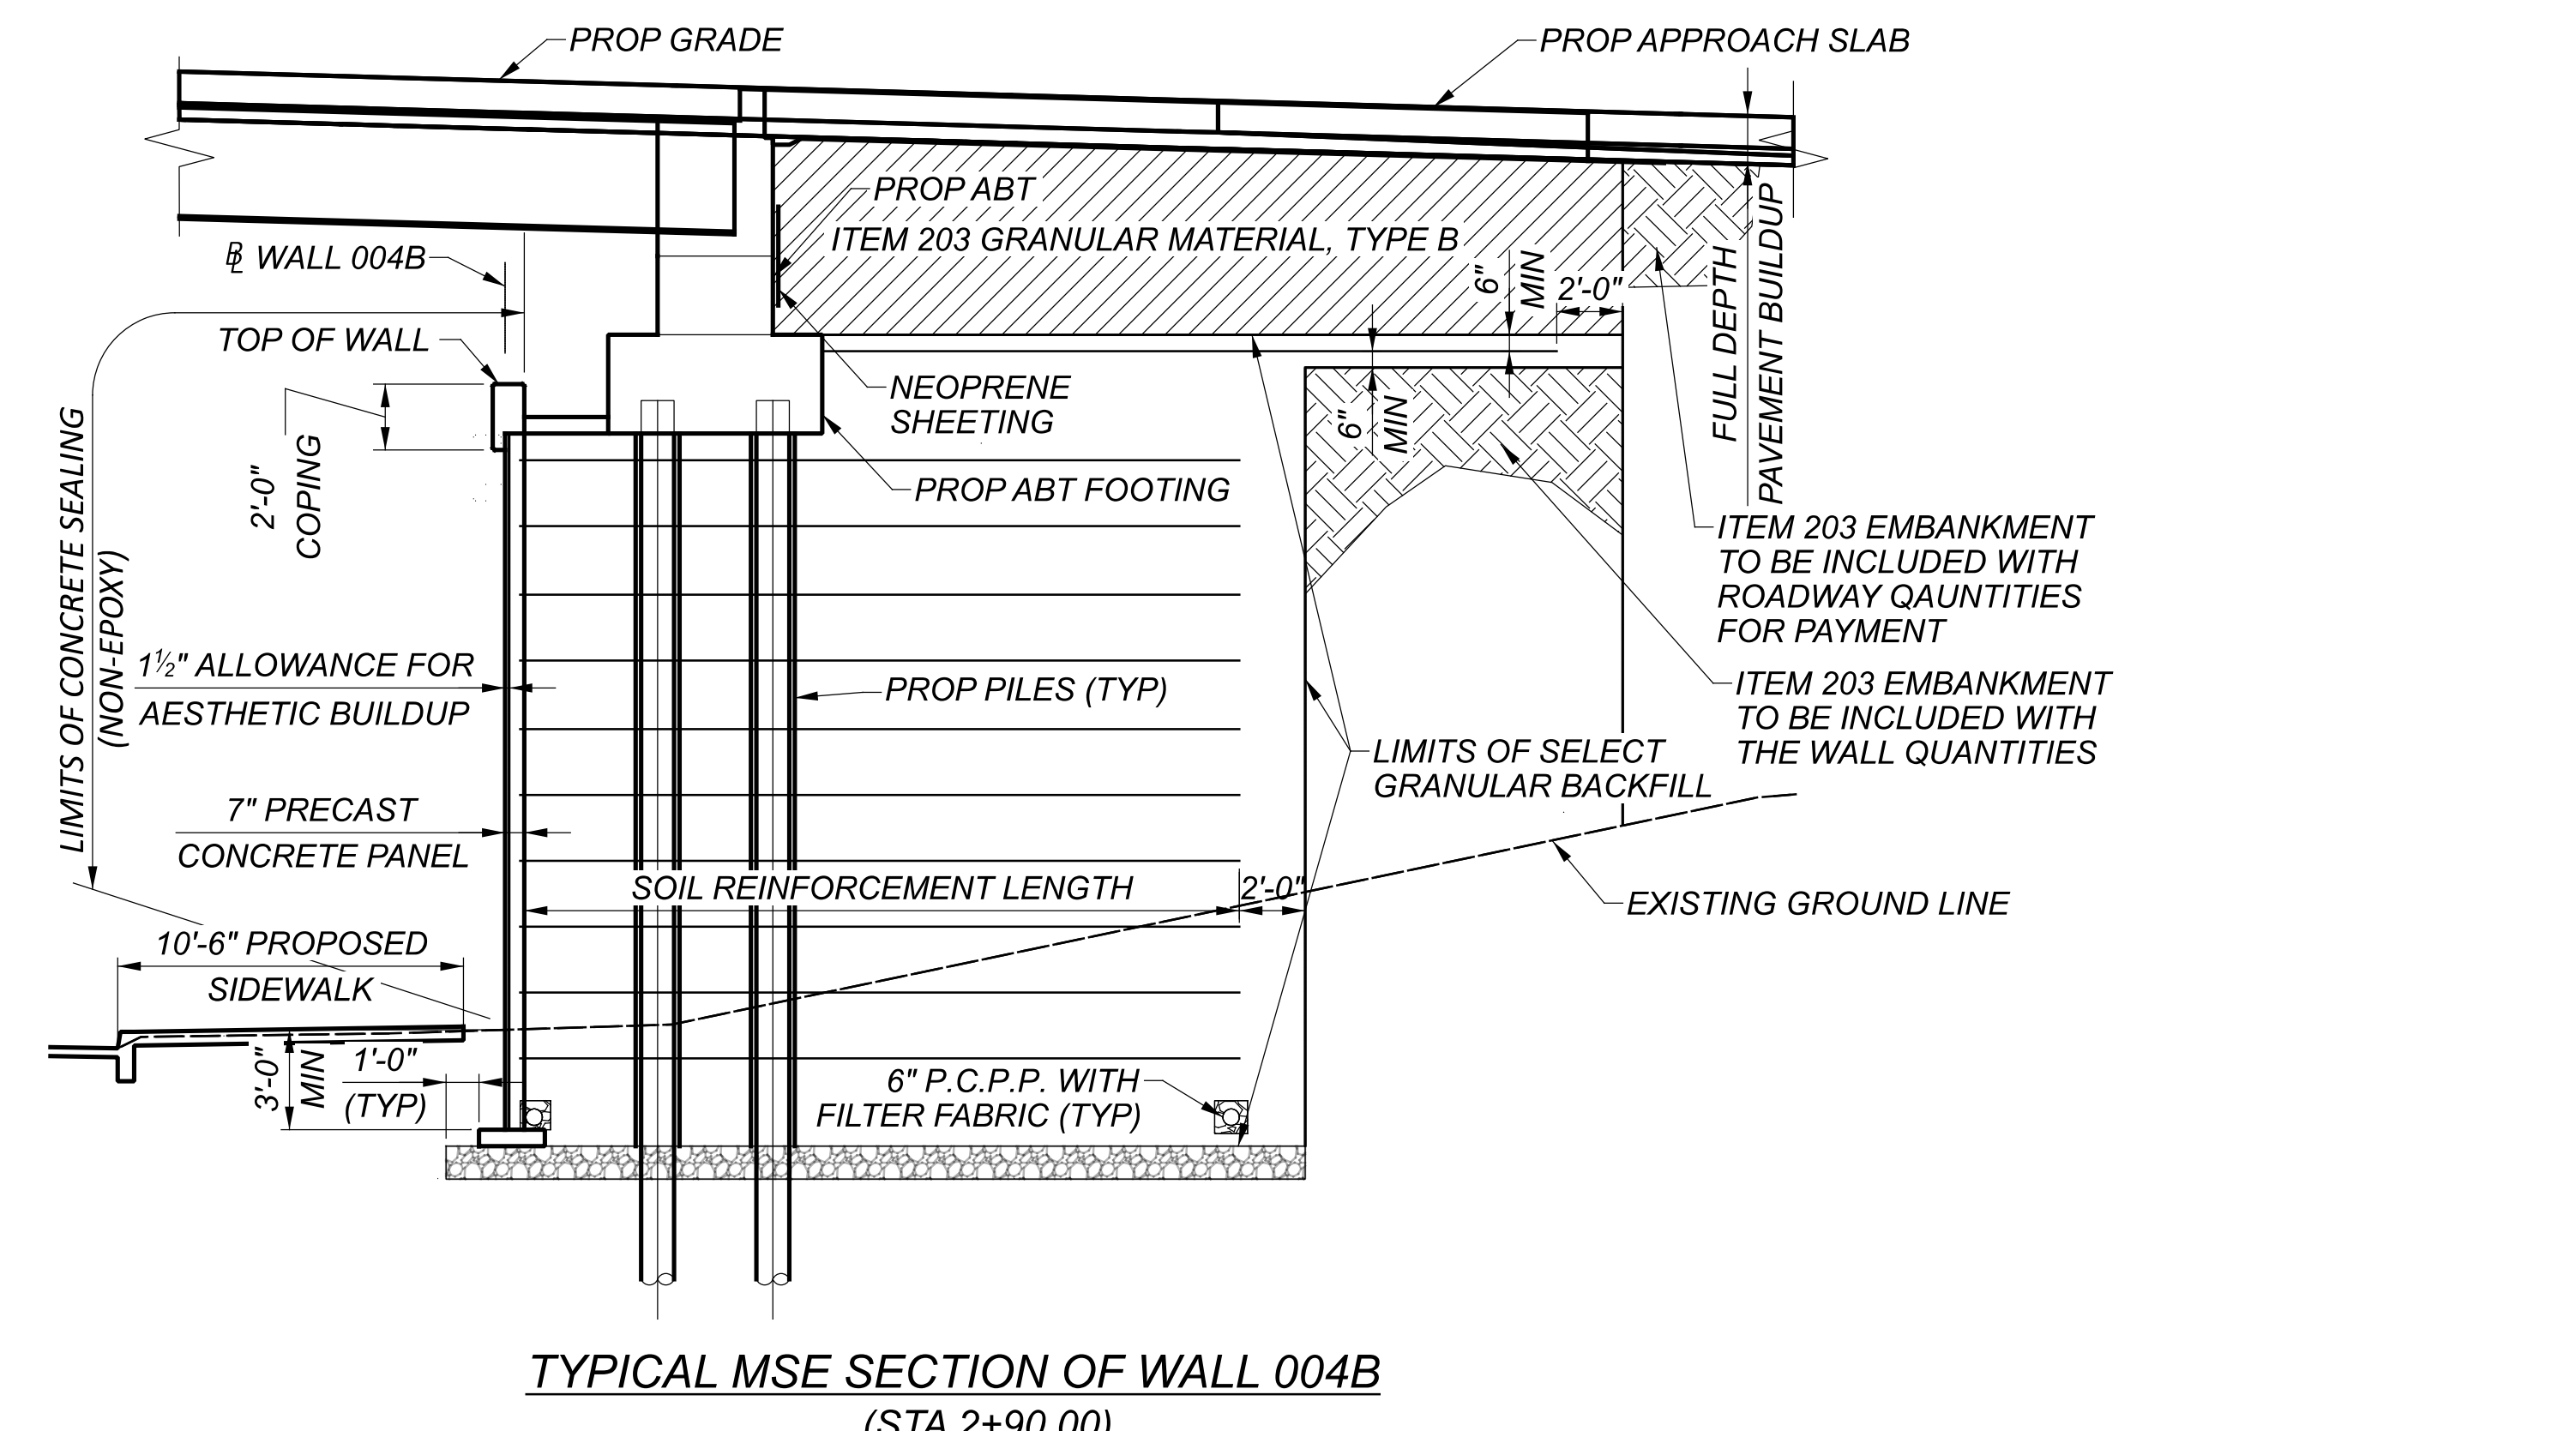 PROP GRADE
PROP APPROACH SLAB
PROP ABT
ITEM 203 GRANULAR MATERIAL, TYPE B
℄ WALL 004B
6"
MIN
2'-0"
FULL DEPTH
PAVEMENT BUILDUP
TOP OF WALL
NEOPRENE
SHEETING
6"
MIN
2'-0"
COPING
LIMITS OF CONCRETE SEALING
(NON-EPOXY)
PROP ABT FOOTING
ITEM 203 EMBANKMENT
TO BE INCLUDED WITH
ROADWAY QAUNTITIES
FOR PAYMENT
1½" ALLOWANCE FOR
AESTHETIC BUILDUP
PROP PILES (TYP)
ITEM 203 EMBANKMENT
TO BE INCLUDED WITH
THE WALL QUANTITIES
LIMITS OF SELECT
GRANULAR BACKFILL
7" PRECAST
CONCRETE PANEL
SOIL REINFORCEMENT LENGTH
2'-0"
EXISTING GROUND LINE
10'-6" PROPOSED
SIDEWALK
3'-0"
MIN
1'-0"
(TYP)
6" P.C.P.P. WITH
FILTER FABRIC (TYP)
TYPICAL MSE SECTION OF WALL 004B
(STA 2+90.00)